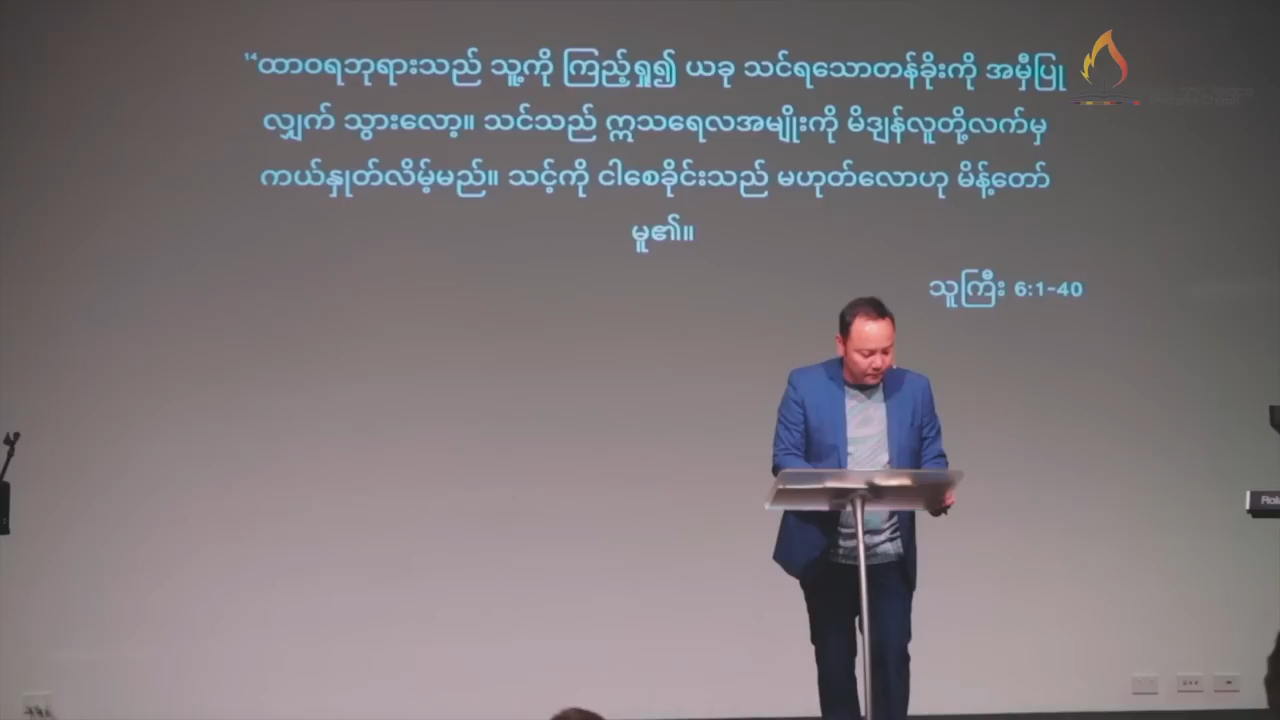 ¹⁴ထာဝရဘုရားသည် သူ့ကို ကြည့်ရှု၍ ယခု သင်ရသောတန်ခိုးကို အမှီပြု
လျှက် သွားလော့။ သင်သည် ဣသရေလအမျိုးကို မိဒျန်လူတို့လက်မှ
ကယ်နှုတ်လိမ့်မည်။ သင့်ကို ငါစေခိုင်းသည် မဟုတ်လောဟု မိန့်တော်
မူ၏။
သူကြီး 6:1-40